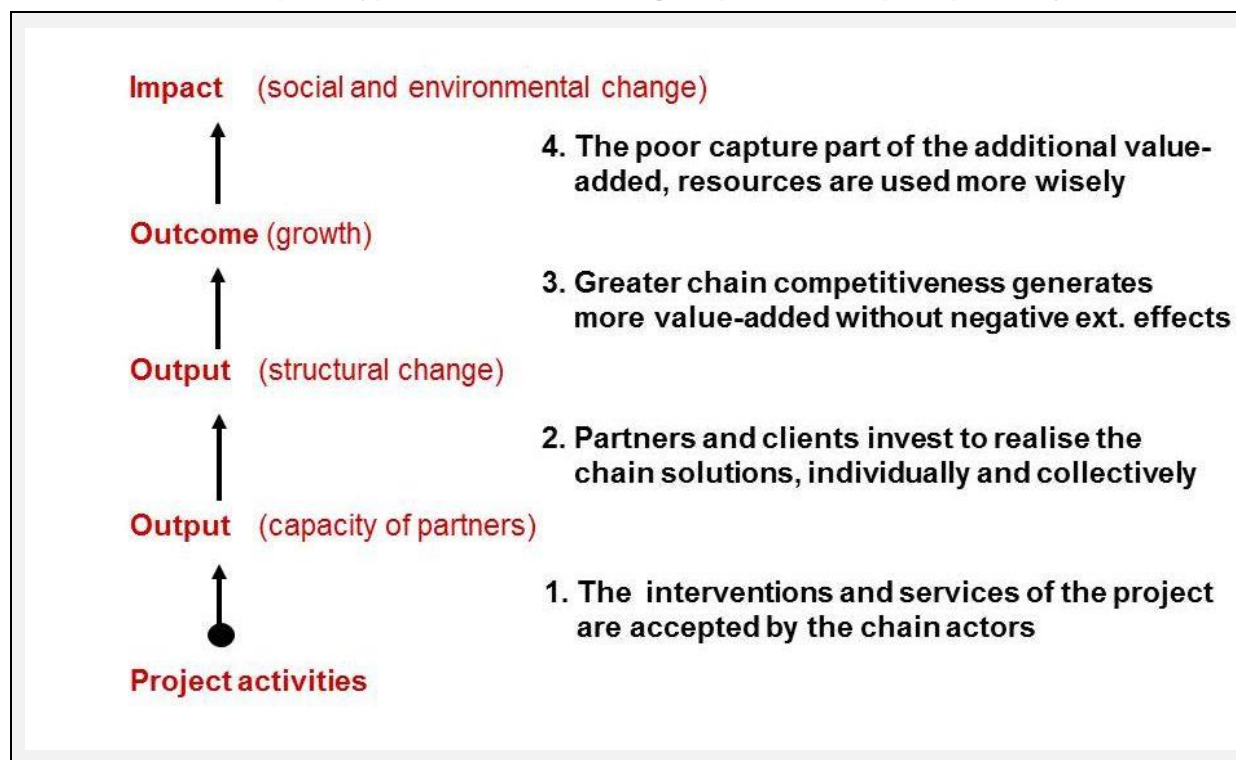 Impact (social and environmental change)
4. The poor capture part of the additional value-
added, resources are used more wisely
Outcome (growth)
3. Greater chain competitiveness generates
more value-added without negative ext. effects
Output (structural change)
2. Partners and clients invest to realise the
chain solutions, individually and collectively
Output (capacity of partners)
1. The interventions and services of the project
are accepted by the chain actors
Project activities